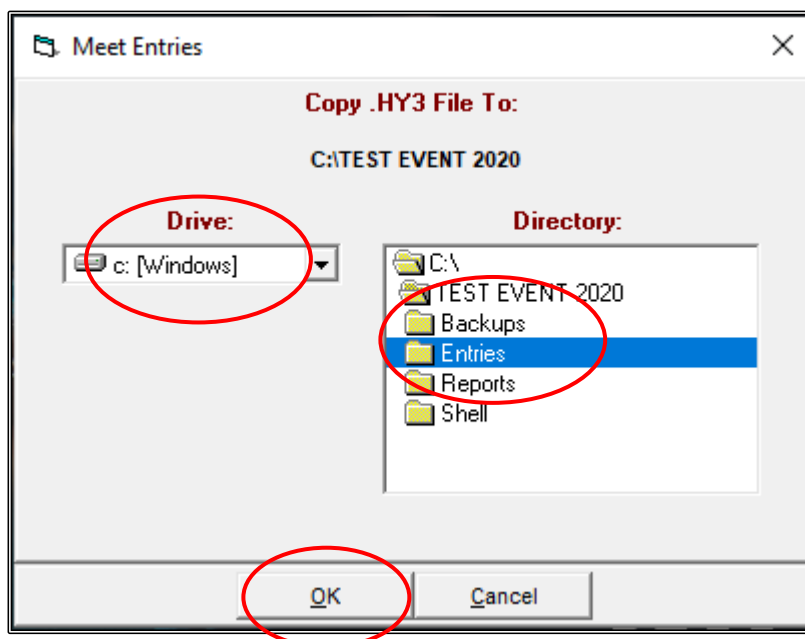 Meet Entries
Copy .HY3 File To:
C:\TEST EVENT 2020
Drive:
Directory:
c: [Windows]
C:\
TEST EVENT 2020
Backups
Entries
Reports
Shell
OK
Cancel